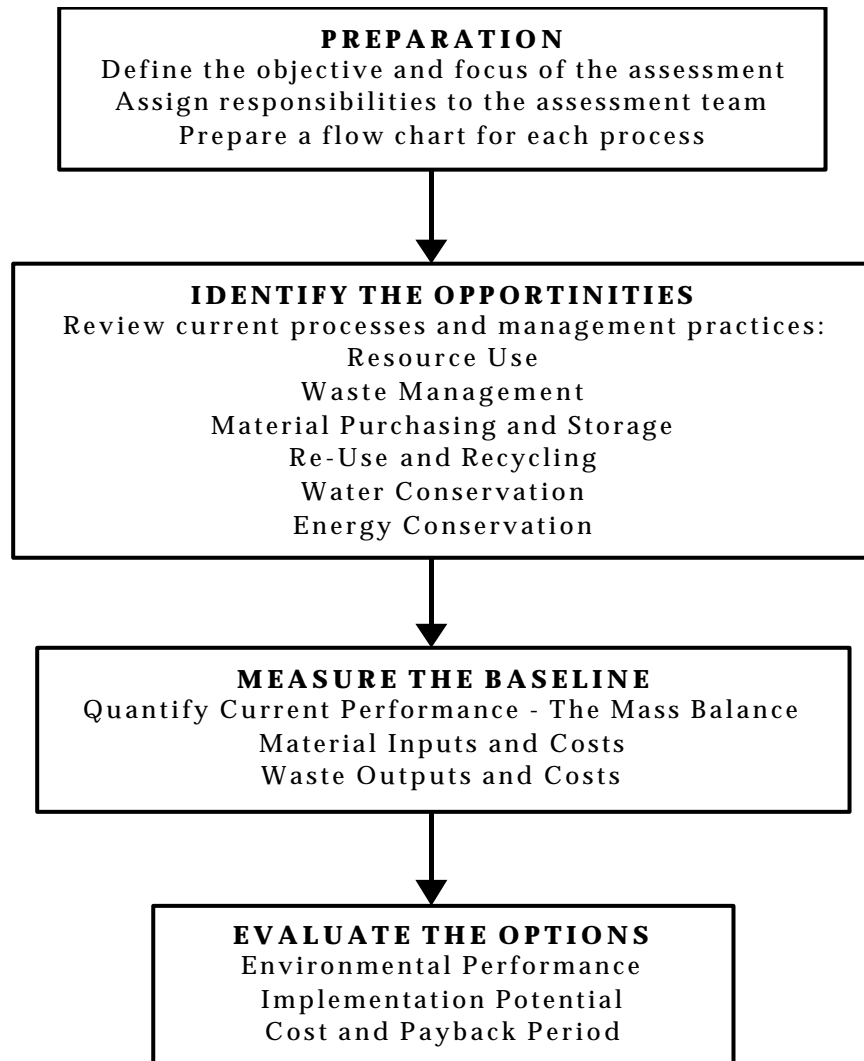 PREPARATION
Define the objective and focus of the assessment
Assign responsibilities to the assessment team
Prepare a flow chart for each process
IDENTIFY THE OPPORTINITIES
Review current processes and management practices:
Resource Use
Waste Management
Material Purchasing and Storage
Re-Use and Recycling
Water Conservation
Energy Conservation
MEASURE THE BASELINE
Quantify Current Performance - The Mass Balance
Material Inputs and Costs
Waste Outputs and Costs
EVALUATE THE OPTIONS
Environmental Performance
Implementation Potential
Cost and Payback Period